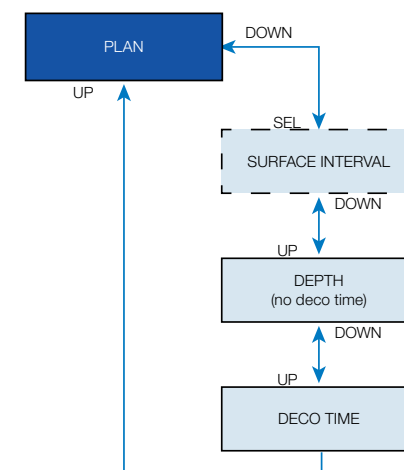 DOWN
PLAN
UP
SEL
SURFACE INTERVAL
DOWN
UP
DEPTH
(no deco time)
DOWN
UP
DECO TIME